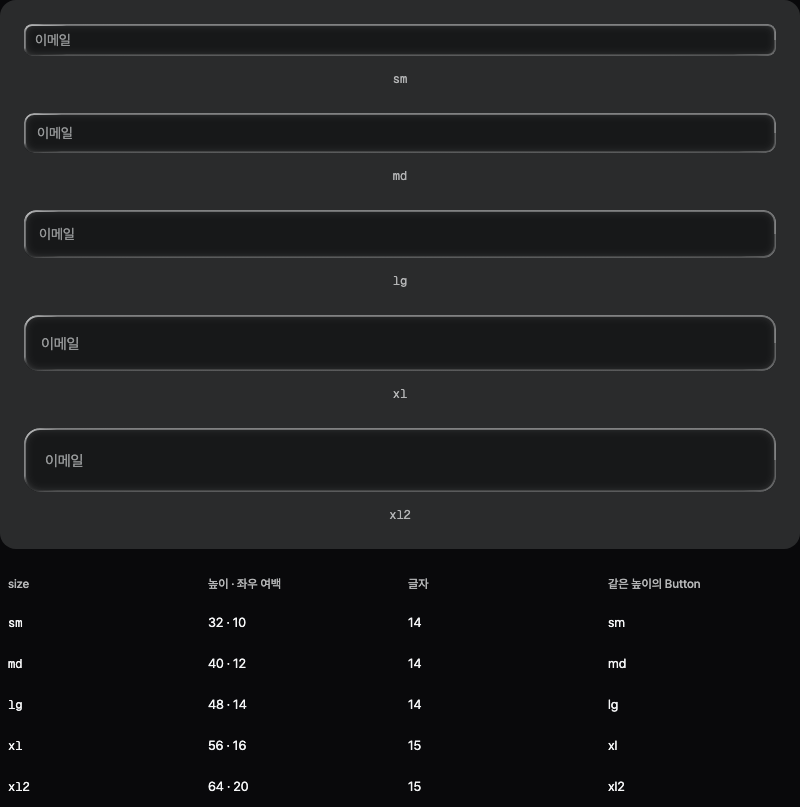 이메일
sm
이메일
md
이메일
lg
이메일
xl
이메일
xl2
size 높이 · 좌우 여백 글자 같은 높이의 Button
sm 32 · 10 14 sm
md 40 · 12 14 md
lg 48 · 14 14 lg
xl 56 · 16 15 xl
xl2 64 · 20 15 xl2